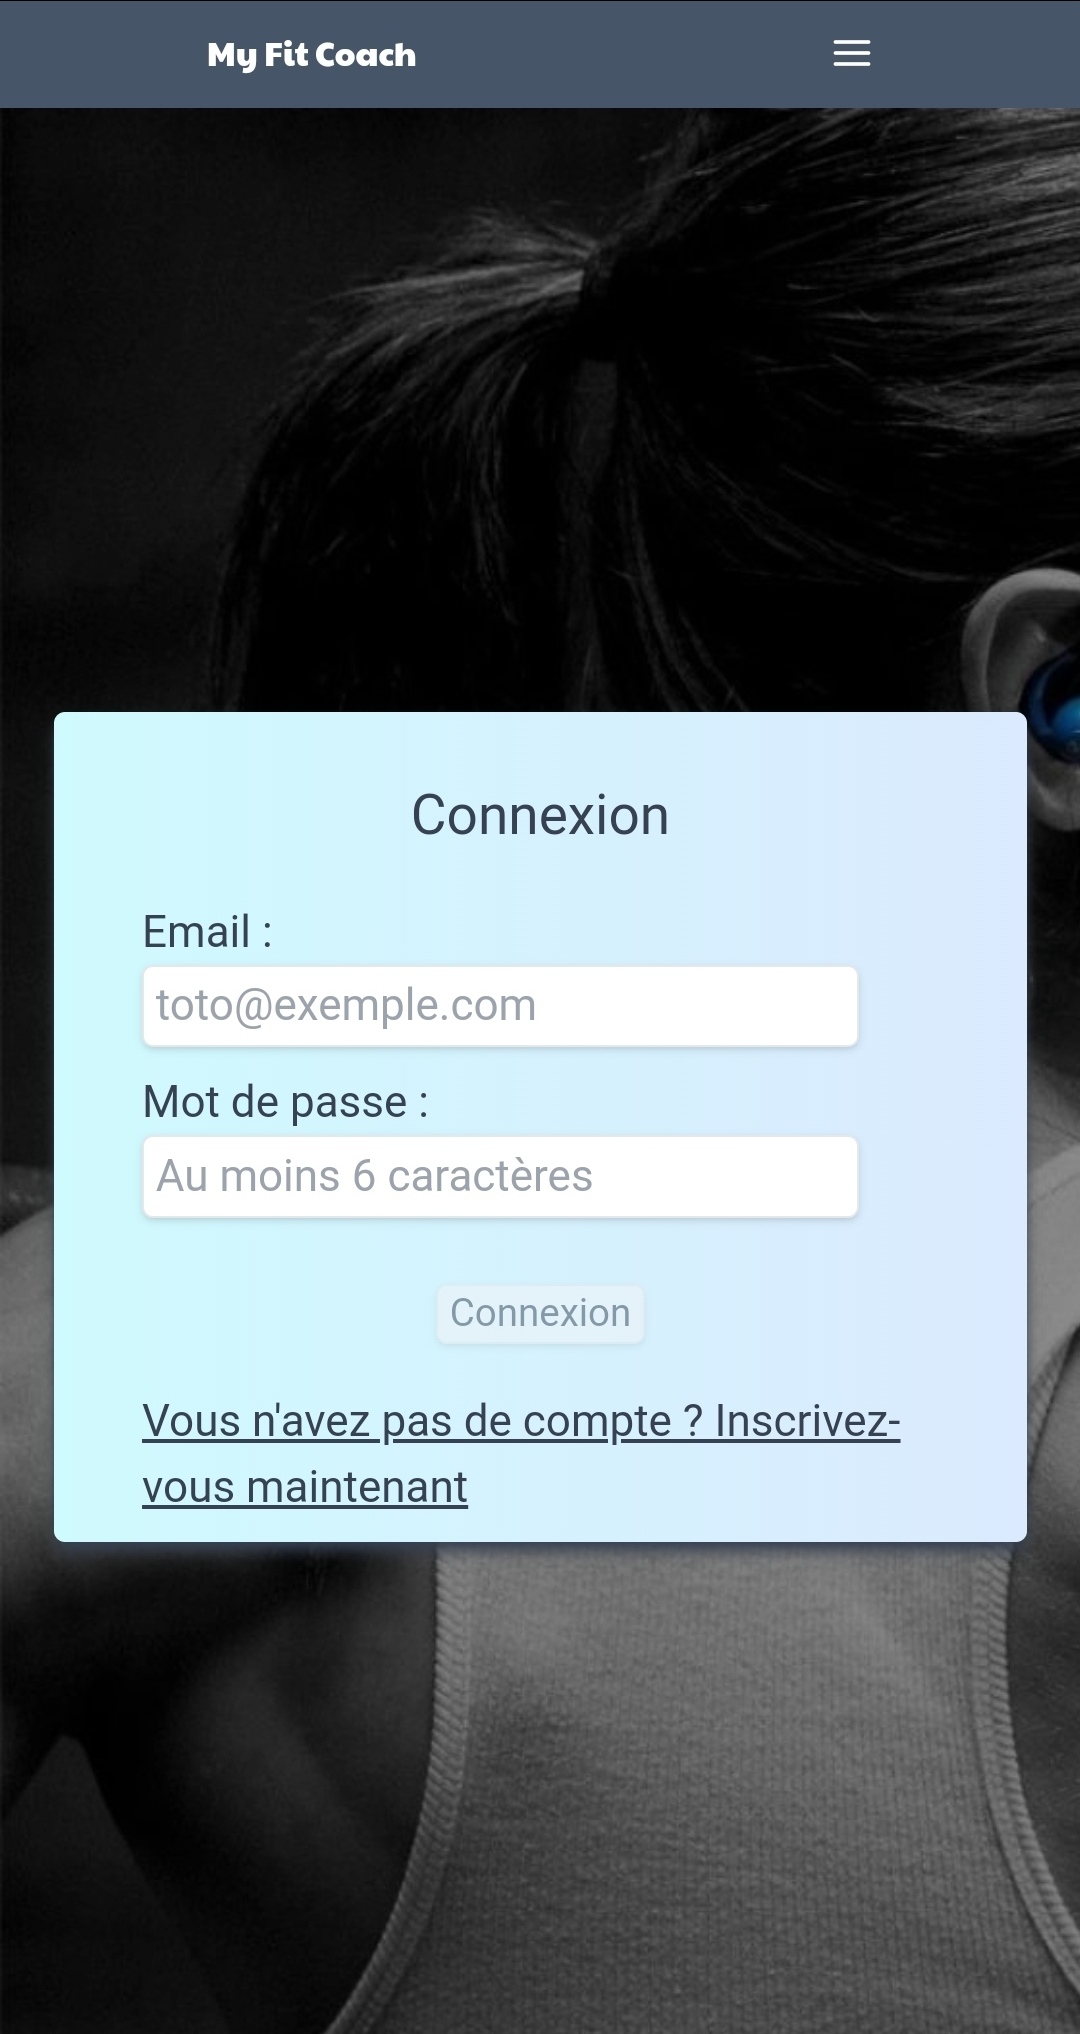 My Fit Coach
Connexion
Email :
toto@exemple.com
Mot de passe :
Au moins 6 caractères
Connexion
Vous n'avez pas de compte ? Inscrivez-
vous maintenant